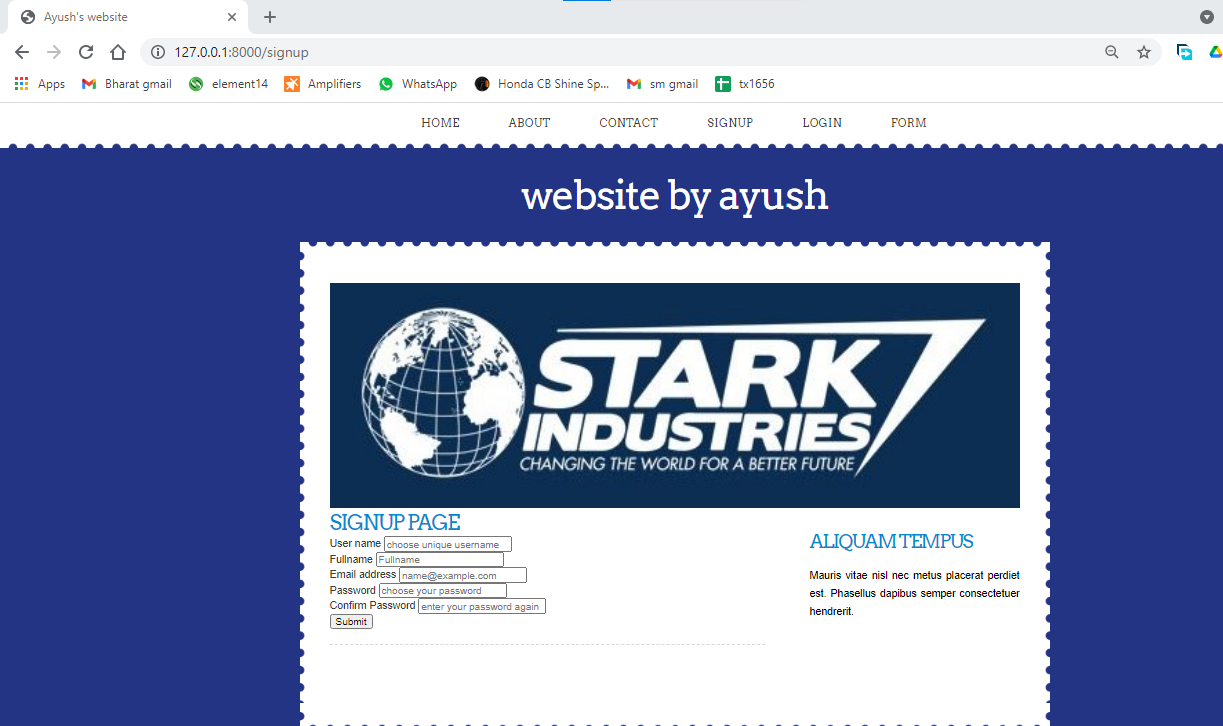 Ayush's website
127.0.0.1:8000/signup
Apps Bharat gmail element14 Amplifiers WhatsApp Honda CB Shine Sp... sm gmail tx1656
HOME ABOUT CONTACT SIGNUP LOGIN FORM
website by ayush
STARK
INDUSTRIES
CHANGING THE WORLD FOR A BETTER FUTURE
SIGNUP PAGE
User name choose unique username
Fullname Fullname
Email address name@example.com
Password choose your password
Confirm Password enter your password again
Submit
ALIQUAM TEMPUS
Mauris vitae nisl nec metus placerat perdiet
est. Phasellus dapibus semper consectetuer
hendrerit.